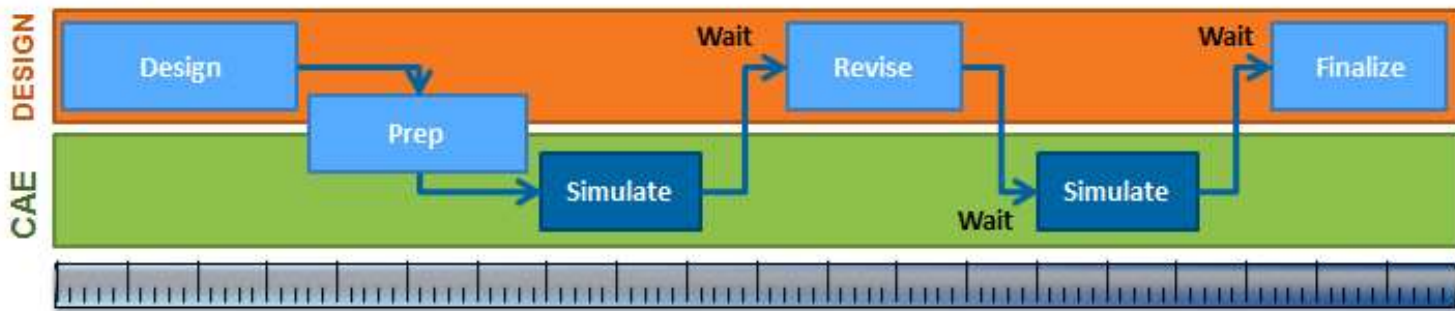 DESIGN
Design
Prep
Wait
Revise
Wait
Finalize
CAE
Simulate
Wait
Simulate